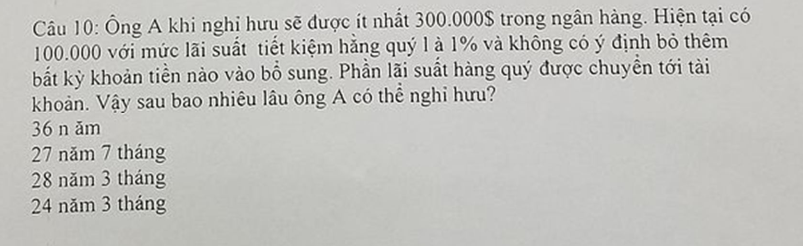 Câu 10: Ông A khi nghỉ hưu sẽ được ít nhất 300.000$ trong ngân hàng. Hiện tại có
100.000 với mức lãi suất tiết kiệm hằng quý l à 1% và không có ý định bỏ thêm
bất kỳ khoản tiền nào vào bổ sung. Phần lãi suất hàng quý được chuyển tới tài
khoản. Vậy sau bao nhiêu lâu ông A có thể nghỉ hưu?
36 n ăm
27 năm 7 tháng
28 năm 3 tháng
24 năm 3 tháng